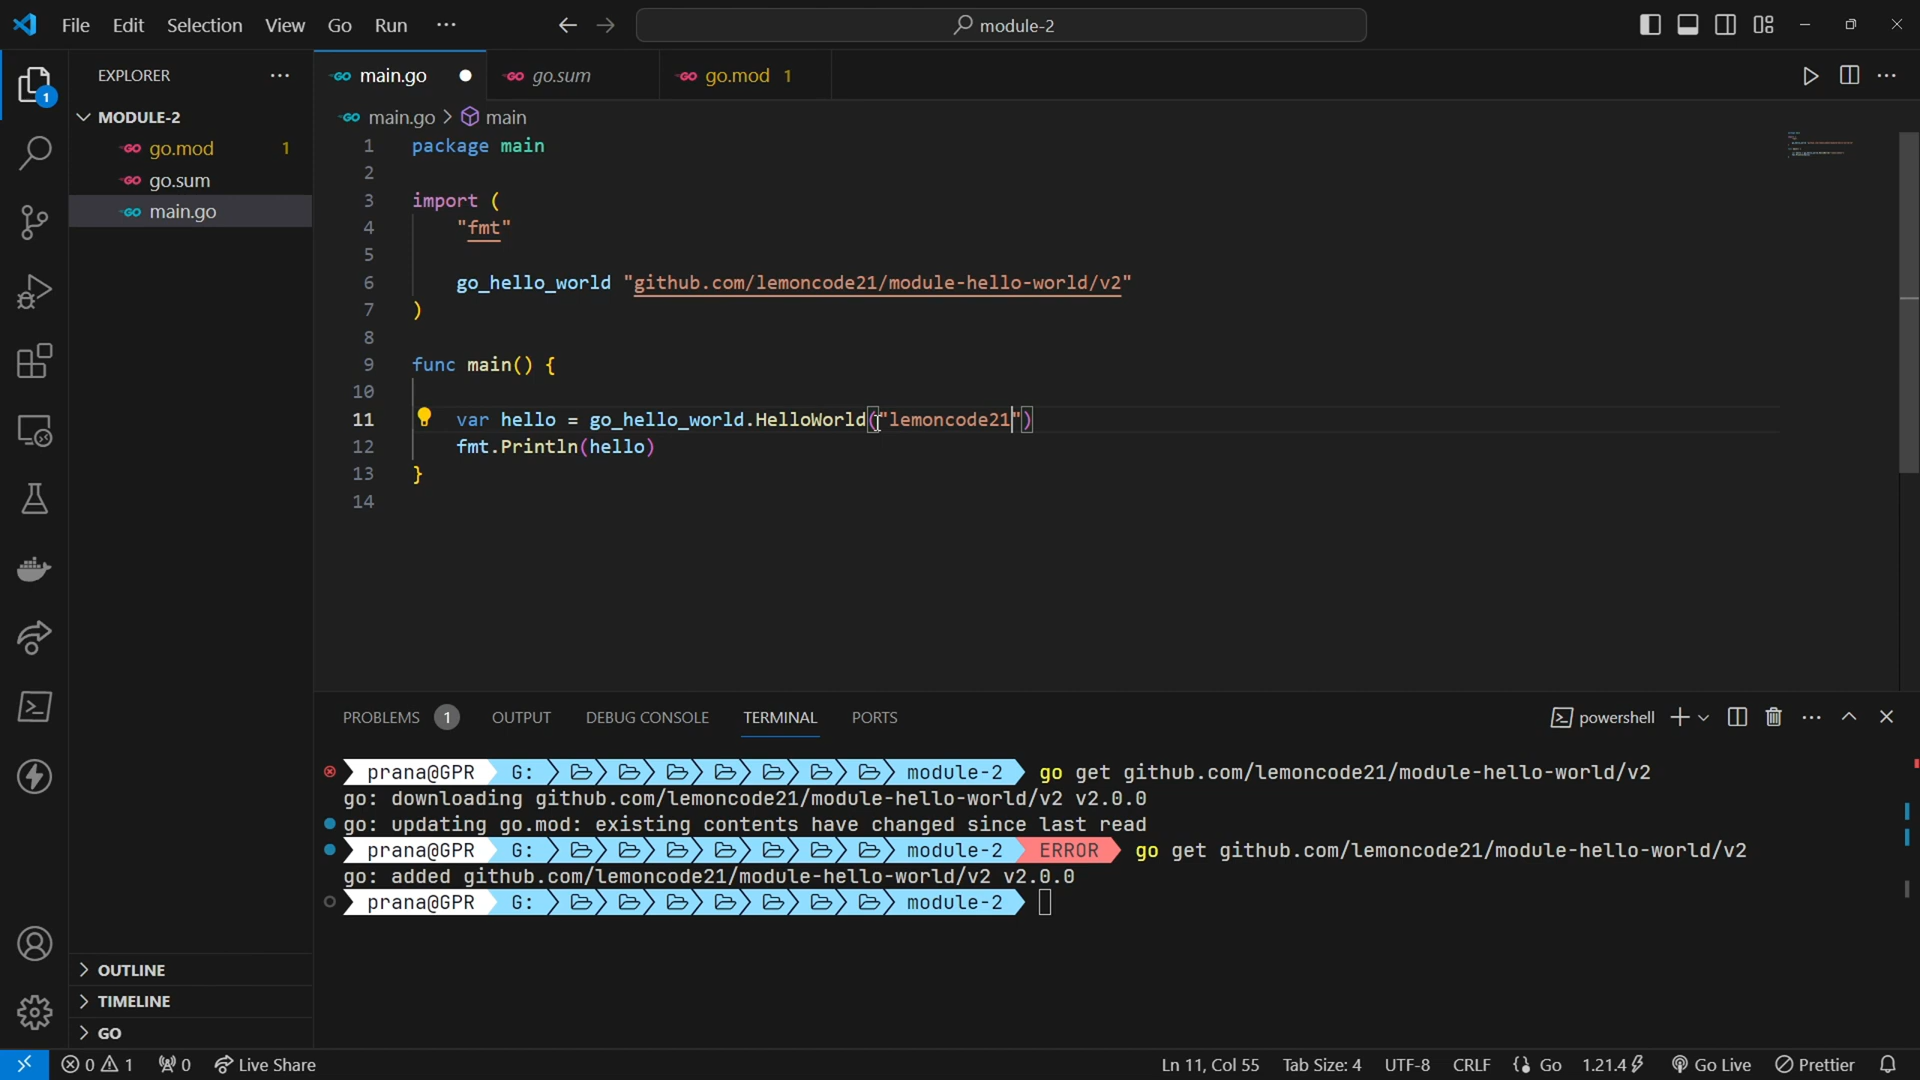 File Edit Selection View Go Run ···
module-2
EXPLORER ···
main.go
go.sum
go.mod 1
MODULE-2
go.mod 1
go.sum
main.go
main.go > main
1 package main
2
3 import (
4 "fmt"
5
6 go_hello_world "github.com/lemoncode21/module-hello-world/v2"
7 )
8
9 func main() {
10
11 var hello = go_hello_world.HelloWorld("lemoncode21")
12 fmt.Println(hello)
13 }
14
1
PROBLEMS 1 OUTPUT DEBUG CONSOLE TERMINAL PORTS
powershell
prana@GPR G: module-2 go get github.com/lemoncode21/module-hello-world/v2
go: downloading github.com/lemoncode21/module-hello-world/v2 v2.0.0
go: updating go.mod: existing contents have changed since last read
prana@GPR G: module-2 ERROR go get github.com/lemoncode21/module-hello-world/v2
go: added github.com/lemoncode21/module-hello-world/v2 v2.0.0
prana@GPR G: module-2
OUTLINE
TIMELINE
GO
0 1 0 Live Share
Ln 11, Col 55 Tab Size: 4 UTF-8 CRLF Go 1.21.4 Go Live Prettier